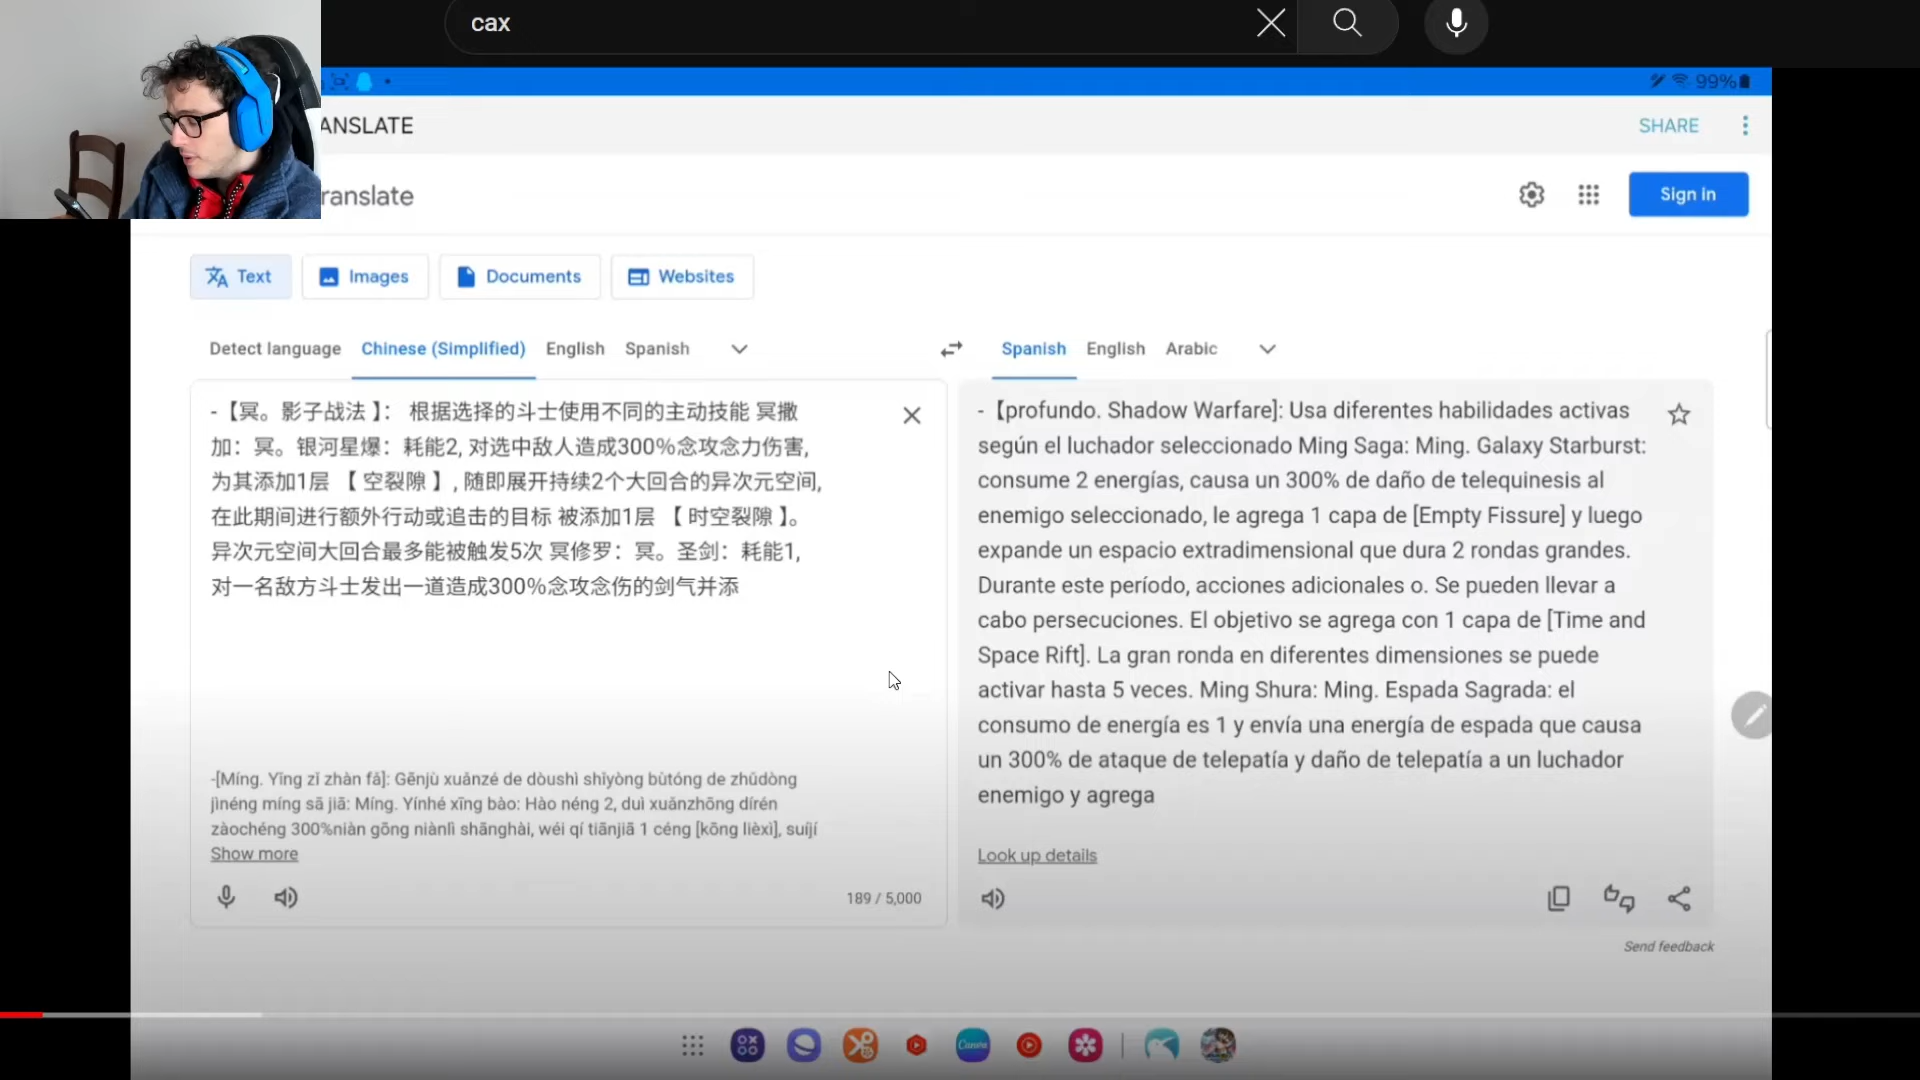 cax
99%
ANSLATE
SHARE
ranslate
Sign in
Text
Images
Documents
Websites
Detect language
Chinese (Simplified)
English
Spanish
Spanish
English
Arabic
-【冥。影子战法 】： 根据选择的斗士使用不同的主动技能 冥撒
加：冥。银河星爆：耗能2, 对选中敌人造成300%念攻念力伤害,
为其添加1层 【 空裂隙 】, 随即展开持续2个大回合的异次元空间,
在此期间进行额外行动或追击的目标 被添加1层 【 时空裂隙 】。
异次元空间大回合最多能被触发5次 冥修罗：冥。圣剑：耗能1,
对一名敌方斗士发出一道造成300%念攻念伤的剑气并添
-[Míng. Yǐng zi zhàn fǎ]: Gēnjù xuǎnzé de dòushì shǐyòng bùtóng de zhǔdòng
jìnéng míng sā jiā: Míng. Yínhé xīng bào: Hào néng 2, duì xuǎnzhōng dírén
zàochéng 300%niàn gōng niànlì shānghài, wéi qí tiānjiā 1 céng [kōng lièxì], suíjí
Show more
189 / 5,000
-【profundo. Shadow Warfare]: Usa diferentes habilidades activas
según el luchador seleccionado Ming Saga: Ming. Galaxy Starburst:
consume 2 energías, causa un 300% de daño de telequinesis al
enemigo seleccionado, le agrega 1 capa de [Empty Fissure] y luego
expande un espacio extradimensional que dura 2 rondas grandes.
Durante este período, acciones adicionales o. Se pueden llevar a
cabo persecuciones. El objetivo se agrega con 1 capa de [Time and
Space Rift]. La gran ronda en diferentes dimensiones se puede
activar hasta 5 veces. Ming Shura: Ming. Espada Sagrada: el
consumo de energía es 1 y envía una energía de espada que causa
un 300% de ataque de telepatía y daño de telepatía a un luchador
enemigo y agrega
Look up details
Send feedback
Canva